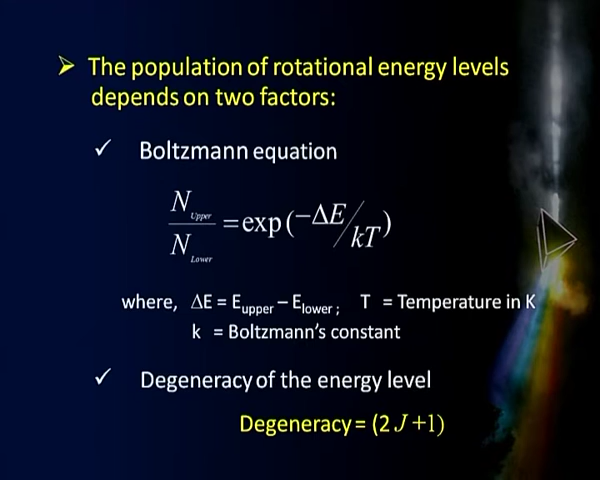 ➢ The population of rotational energy levels
depends on two factors:
✓ Boltzmann equation
N_Upper / N_Lower = exp(−ΔE/kT)
where, ΔE = E_upper – E_lower ; T = Temperature in K
k = Boltzmann's constant
✓ Degeneracy of the energy level
Degeneracy = (2J+1)